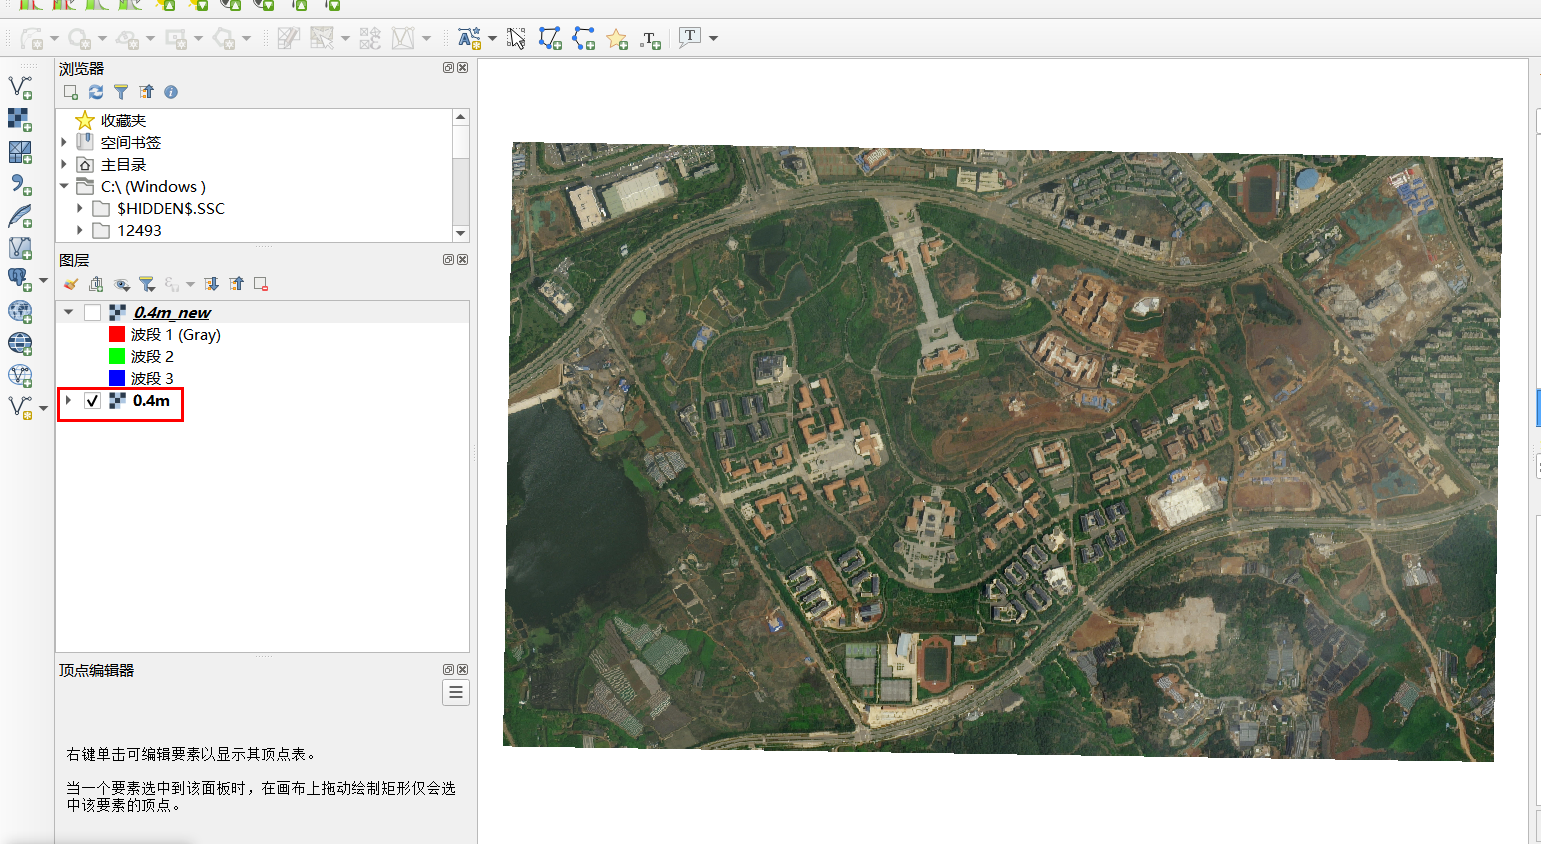 浏览器
收藏夹
空间书签
主目录
C:\ (Windows )
$HIDDEN$.SSC
12493
图层
0.4m_new
波段 1 (Gray)
波段 2
波段 3
0.4m
顶点编辑器
右键单击可编辑要素以显示其顶点表。
当一个要素选中到该面板时，在画布上拖动绘制矩形仅会选
中该要素的顶点。